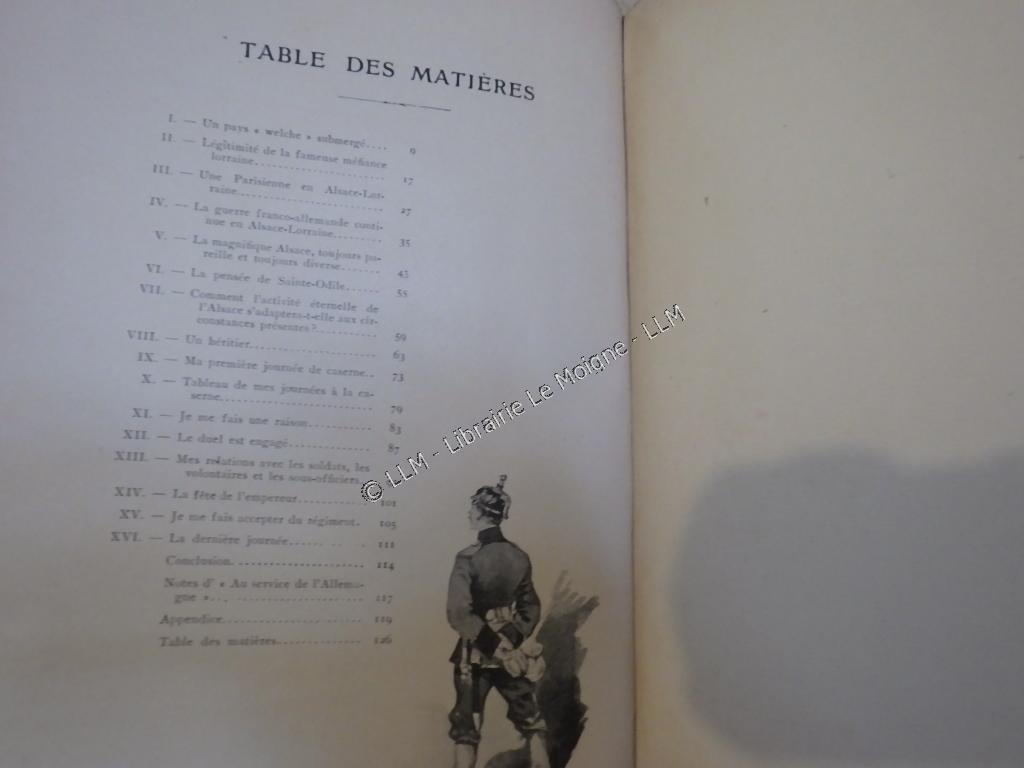 TABLE DES MATIÈRES
I. — Un pays « welche » submergé.... 9
II. — Légitimité de la fameuse méfiance
lorraine......................... 17
III. — Une Parisienne en Alsace-Lor-
raine......................... 27
IV. — La guerre franco-allemande conti-
nue en Alsace-Lorraine........ 35
V. — La magnifique Alsace, toujours pa-
reille et toujours diverse....... 45
VI. — La pensée de Sainte-Odile...... 55
VII. — Comment l'activité éternelle de
l'Alsace s'adaptera-t-elle aux cir-
constances présentes?........... 59
VIII. — Un héritier..................... 63
IX. — Ma première journée de caserne.. 73
X. — Tableau de mes journées à la ca-
serne......................... 79
XI. — Je me fais une raison........... 83
XII. — Le duel est engagé.............. 87
XIII. — Mes relations avec les soldats, les
volontaires et les sous-officiers
XIV. — La fête de l'empereur........... 101
XV. — Je me fais accepter du régiment. 105
XVI. — La dernière journée............. 111
Conclusion..................... 114
Notes d' « Au service de l'Allema-
gne »......................... 117
Appendice..................... 119
Table des matières.............. 126
© LLM - Librairie Le Moigne - LLM